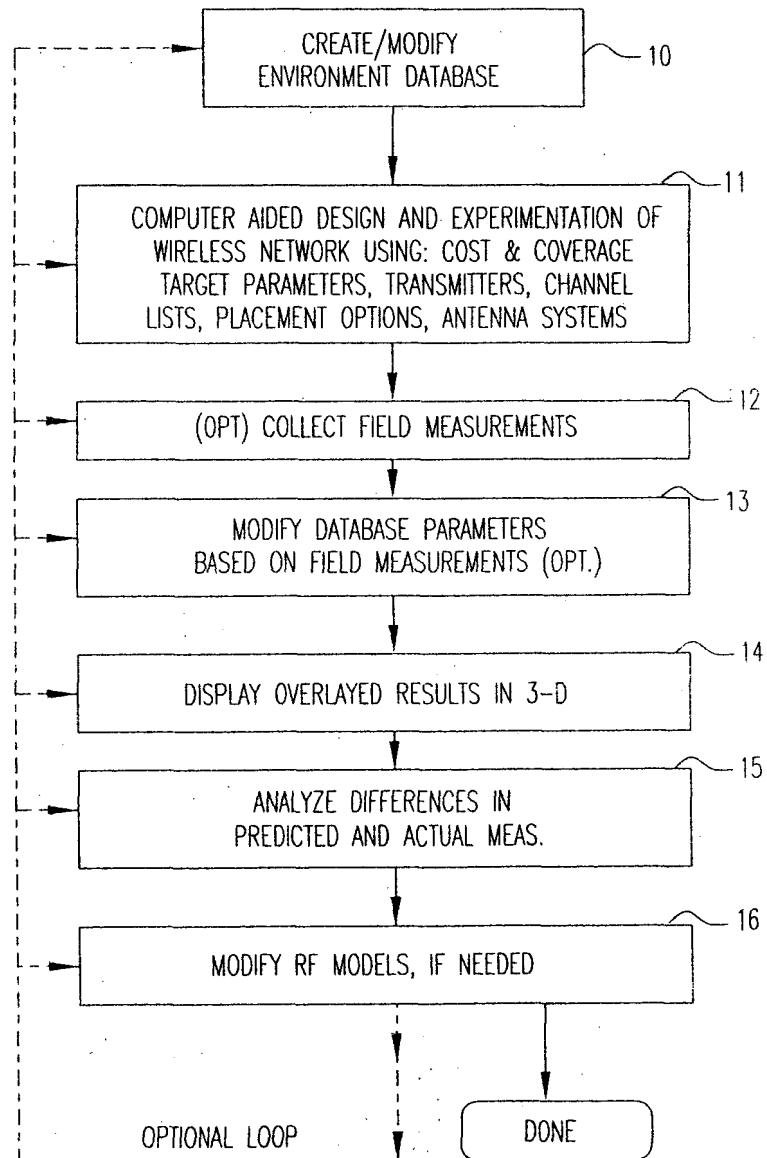 CREATE/MODIFY
ENVIRONMENT DATABASE
10
11
COMPUTER AIDED DESIGN AND EXPERIMENTATION OF
WIRELESS NETWORK USING: COST & COVERAGE
TARGET PARAMETERS, TRANSMITTERS, CHANNEL
LISTS, PLACEMENT OPTIONS, ANTENNA SYSTEMS
12
(OPT) COLLECT FIELD MEASUREMENTS
13
MODIFY DATABASE PARAMETERS
BASED ON FIELD MEASUREMENTS (OPT.)
14
DISPLAY OVERLAYED RESULTS IN 3-D
15
ANALYZE DIFFERENCES IN
PREDICTED AND ACTUAL MEAS.
16
MODIFY RF MODELS, IF NEEDED
OPTIONAL LOOP
DONE